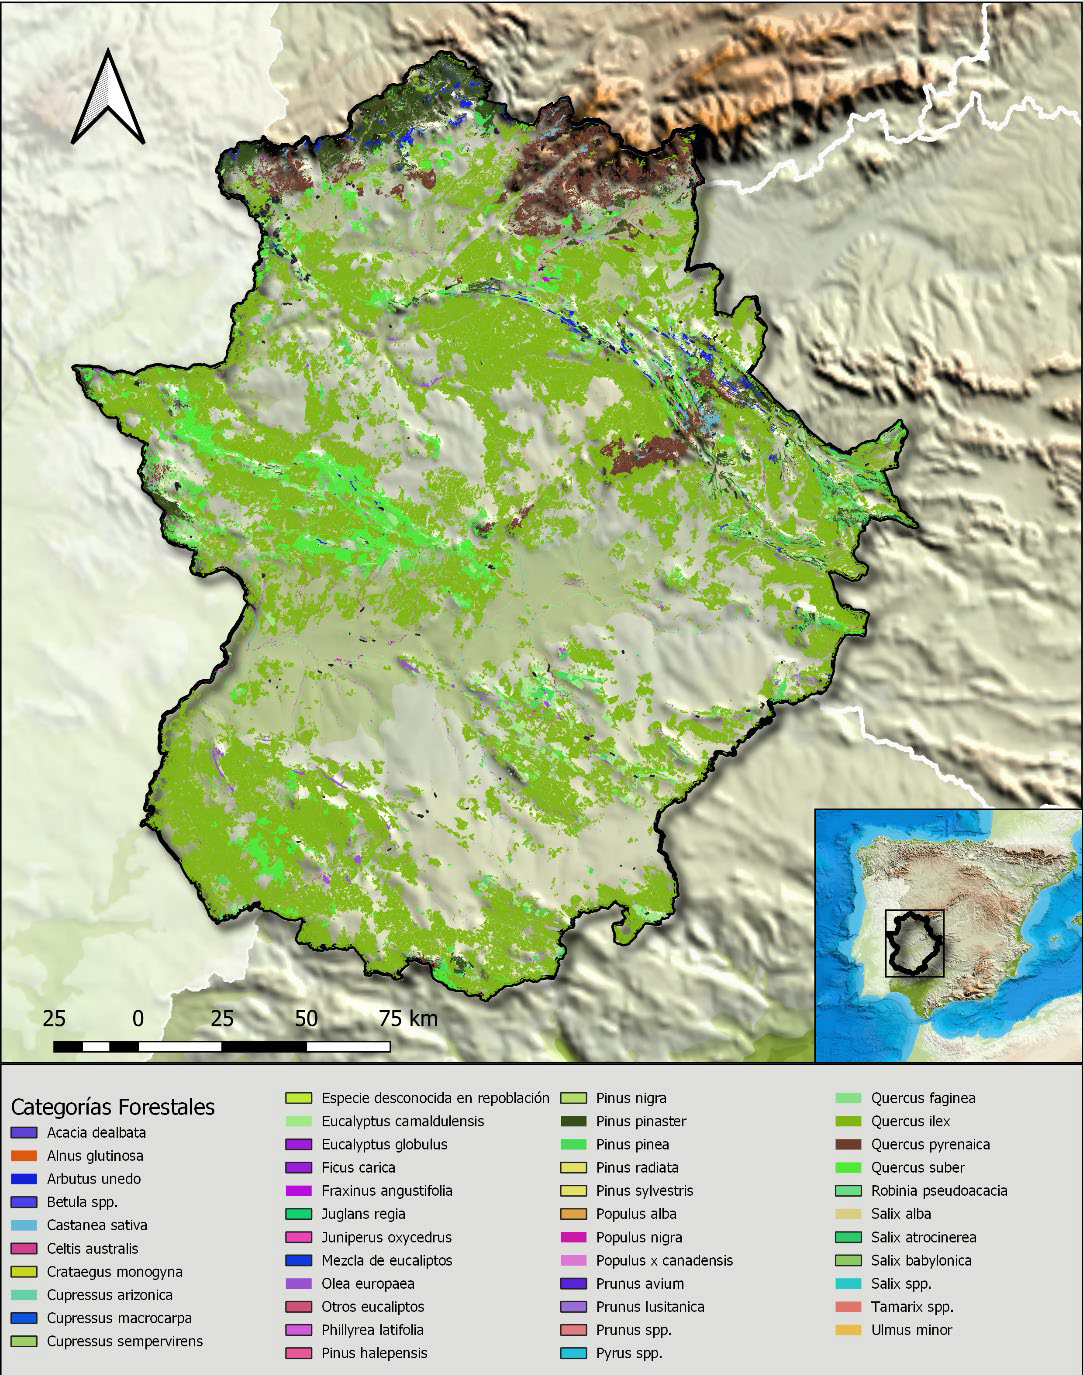 25 0 25 50 75 km
Categorías Forestales
Acacia dealbata
Alnus glutinosa
Arbutus unedo
Betula spp.
Castanea sativa
Celtis australis
Crataegus monogyna
Cupressus arizonica
Cupressus macrocarpa
Cupressus sempervirens
Especie desconocida en repoblación
Eucalyptus camaldulensis
Eucalyptus globulus
Ficus carica
Fraxinus angustifolia
Juglans regia
Juniperus oxycedrus
Mezcla de eucaliptos
Olea europaea
Otros eucaliptos
Phillyrea latifolia
Pinus halepensis
Pinus nigra
Pinus pinaster
Pinus pinea
Pinus radiata
Pinus sylvestris
Populus alba
Populus nigra
Populus x canadensis
Prunus avium
Prunus lusitanica
Prunus spp.
Pyrus spp.
Quercus faginea
Quercus ilex
Quercus pyrenaica
Quercus suber
Robinia pseudoacacia
Salix alba
Salix atrocinerea
Salix babylonica
Salix spp.
Tamarix spp.
Ulmus minor